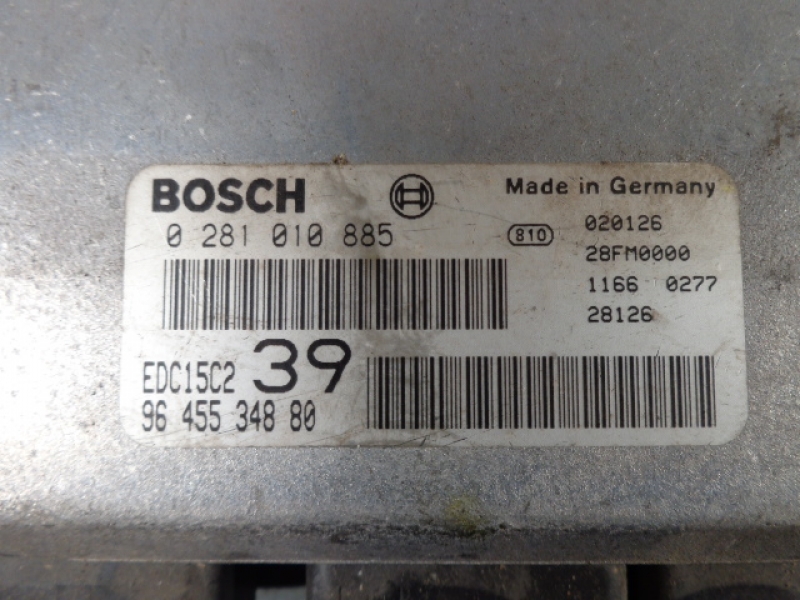 BOSCH
Made in Germany
0 281 010 885
810
020126
28FM0000
1166 0277
28126
EDC15C2 39
96 455 348 80